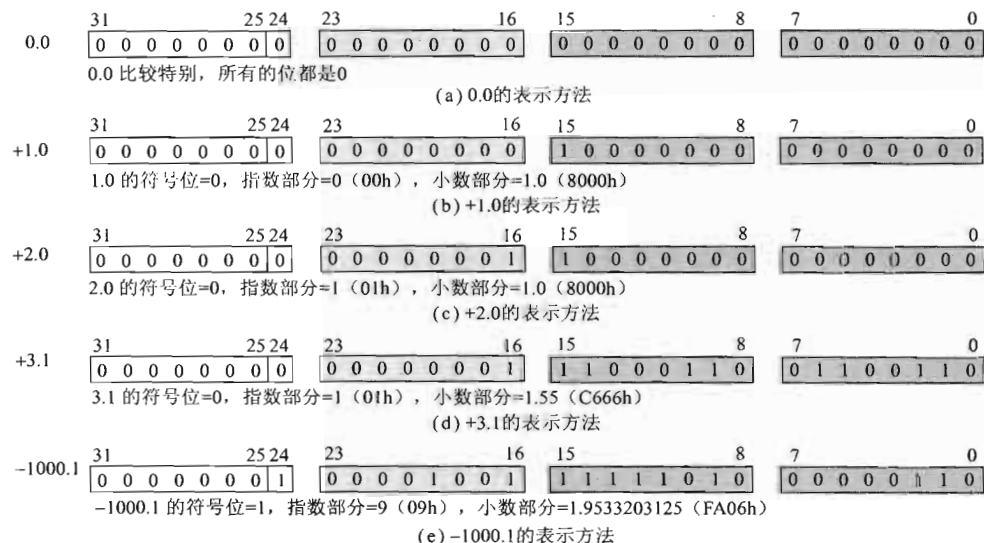 31 25 24 23 16 15 8 7 0
0.0 0 0 0 0 0 0 0 0 0 0 0 0 0 0 0 0 0 0 0 0 0 0 0 0 0 0 0 0 0 0 0 0
0.0 比较特别，所有的位都是0
(a) 0.0的表示方法
31 25 24 23 16 15 8 7 0
+1.0 0 0 0 0 0 0 0 0 0 0 0 0 0 0 0 0 1 0 0 0 0 0 0 0 0 0 0 0 0 0 0 0
1.0 的符号位=0，指数部分=0（00h），小数部分=1.0（8000h）
(b) +1.0的表示方法
31 25 24 23 16 15 8 7 0
+2.0 0 0 0 0 0 0 0 0 0 0 0 0 0 0 0 1 1 0 0 0 0 0 0 0 0 0 0 0 0 0 0 0
2.0 的符号位=0，指数部分=1（01h），小数部分=1.0（8000h）
(c) +2.0的表示方法
31 25 24 23 16 15 8 7 0
+3.1 0 0 0 0 0 0 0 0 0 0 0 0 0 0 0 1 1 1 0 0 0 1 1 0 0 1 1 0 0 1 1 0
3.1 的符号位=0，指数部分=1（01h），小数部分=1.55（C666h）
(d) +3.1的表示方法
31 25 24 23 16 15 8 7 0
−1000.1 0 0 0 0 0 0 0 1 0 0 0 0 1 0 0 1 1 1 1 1 1 0 1 0 0 0 0 0 0 1 1 0
−1000.1 的符号位=1，指数部分=9（09h），小数部分=1.9533203125（FA06h）
(e) −1000.1的表示方法